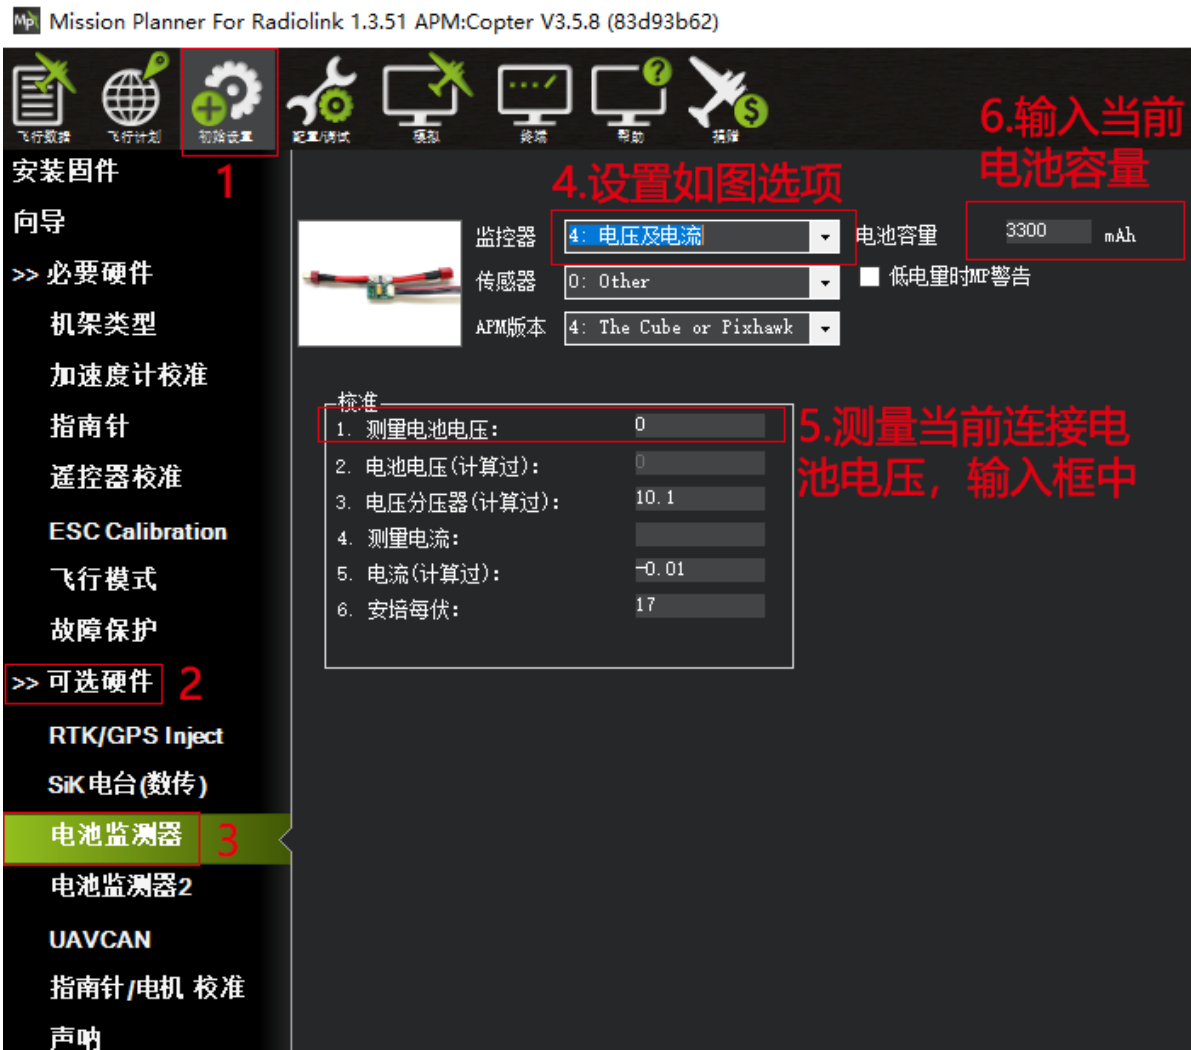 Mission Planner For Radiolink 1.3.51 APM:Copter V3.5.8 (83d93b62)
飞行数据 飞行计划 初始设置 配置/调试 模拟 终端 帮助 捐赠
1
6.输入当前
电池容量
4.设置如图选项
安装固件
向导
>> 必要硬件
机架类型
加速度计校准
指南针
遥控器校准
ESC Calibration
飞行模式
故障保护
>> 可选硬件 2
RTK/GPS Inject
SiK 电台(数传)
电池监测器 3
电池监测器2
UAVCAN
指南针/电机 校准
声呐
监控器 4: 电压及电流 电池容量 3300 mAh
传感器 0: Other 低电量时MP警告
APM版本 4: The Cube or Pixhawk
校准
1. 测量电池电压: 0
2. 电池电压(计算过): 0
3. 电压分压器(计算过): 10.1
4. 测量电流:
5. 电流(计算过): -0.01
6. 安培每伏: 17
5.测量当前连接电
池电压，输入框中